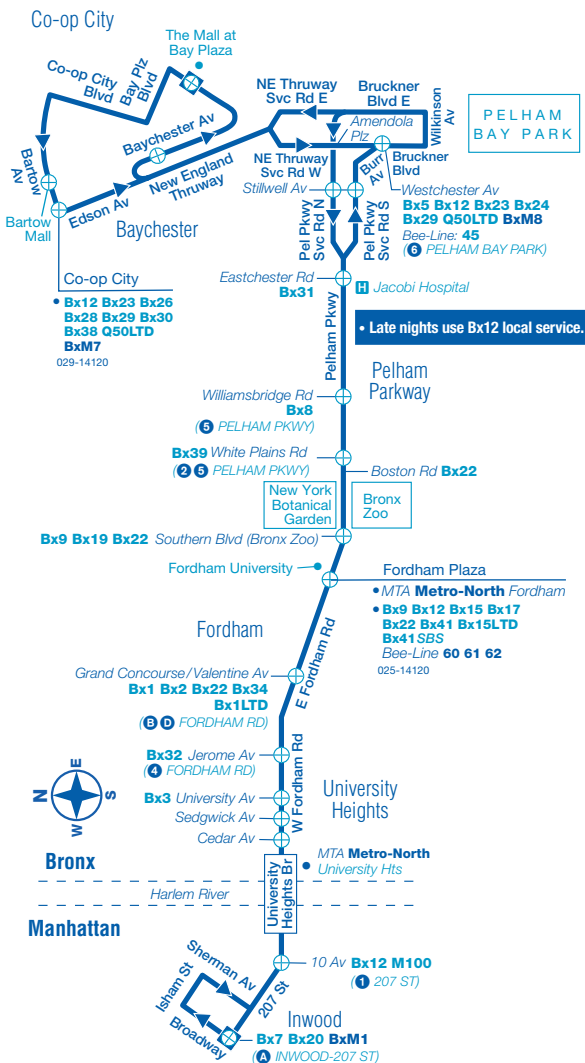 Co-op City
The Mall at
Bay Plaza
Co-op City
Blvd
Bay Plz
Blvd
NE Thruway
Svc Rd E
Bruckner
Blvd E
Wilkinson
Av
PELHAM
BAY PARK
Amendola
Plz
Baychester Av
NE Thruway
Svc Rd W
Burr
Av
Bruckner
Blvd
Bartow
Av
New England
Thruway
Edson Av
Bartow
Mall
Baychester
Stillwell Av
Westchester Av
Bx5 Bx12 Bx23 Bx24
Bx29 Q50LTD BxM8
Bee-Line: 45
(6 PELHAM BAY PARK)
Pel Pkwy
Svc Rd N
Pel Pkwy
Svc Rd S
Co-op City
• Bx12 Bx23 Bx26
Bx28 Bx29 Bx30
Bx38 Q50LTD
BxM7
029-14120
Eastchester Rd
Bx31
H Jacobi Hospital
• Late nights use Bx12 local service.
Pelham Pkwy
Pelham
Parkway
Williamsbridge Rd
Bx8
(5 PELHAM PKWY)
Bx39 White Plains Rd
(2 5 PELHAM PKWY)
Boston Rd Bx22
New York
Botanical
Garden
Bronx
Zoo
Bx9 Bx19 Bx22 Southern Blvd (Bronx Zoo)
Fordham University
Fordham Plaza
• MTA Metro-North Fordham
• Bx9 Bx12 Bx15 Bx17
Bx22 Bx41 Bx15LTD
Bx41SBS
Bee-Line 60 61 62
025-14120
Fordham
E Fordham Rd
Grand Concourse/Valentine Av
Bx1 Bx2 Bx22 Bx34
Bx1LTD
(B D FORDHAM RD)
Bx32 Jerome Av
(4 FORDHAM RD)
W Fordham Rd
Bx3 University Av
Sedgwick Av
Cedar Av
University
Heights
N
E
S
W
Bronx
University
Heights Br
• MTA Metro-North
University Hts
Harlem River
Manhattan
10 Av Bx12 M100
(1 207 ST)
Sherman Av
Isham St
207 St
Broadway
Inwood
Bx7 Bx20 BxM1
(A INWOOD-207 ST)